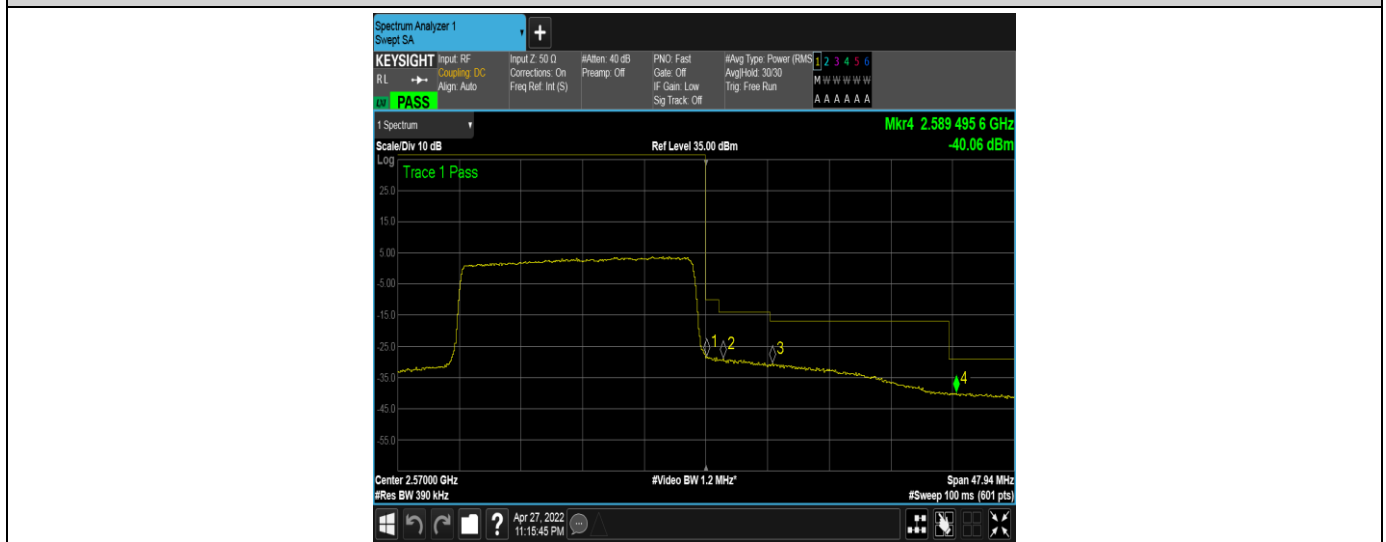 Spectrum Analyzer 1
Swept SA
+
KEYSIGHT Input: RF Input Z: 50 Ω #Atten: 40 dB PNO: Fast #Avg Type: Power (RMS 1 2 3 4 5 6
RL Coupling: DC Corrections: On Preamp: Off Gate: Off Avg|Hold: 30/30 M W W W W W
Align: Auto Freq Ref: Int (S) IF Gain: Low Trig: Free Run
Sig Track: Off A A A A A A
LXI PASS
1 Spectrum Mkr4 2.589 495 6 GHz
Scale/Div 10 dB Ref Level 35.00 dBm -40.06 dBm
Log
Trace 1 Pass
25.0
15.0
5.00
-5.00
-15.0
-25.0
1 2 3
-35.0
4
-45.0
-55.0
Center 2.57000 GHz #Video BW 1.2 MHz* Span 47.94 MHz
#Res BW 390 kHz #Sweep 100 ms (601 pts)
? Apr 27, 2022
11:15:45 PM